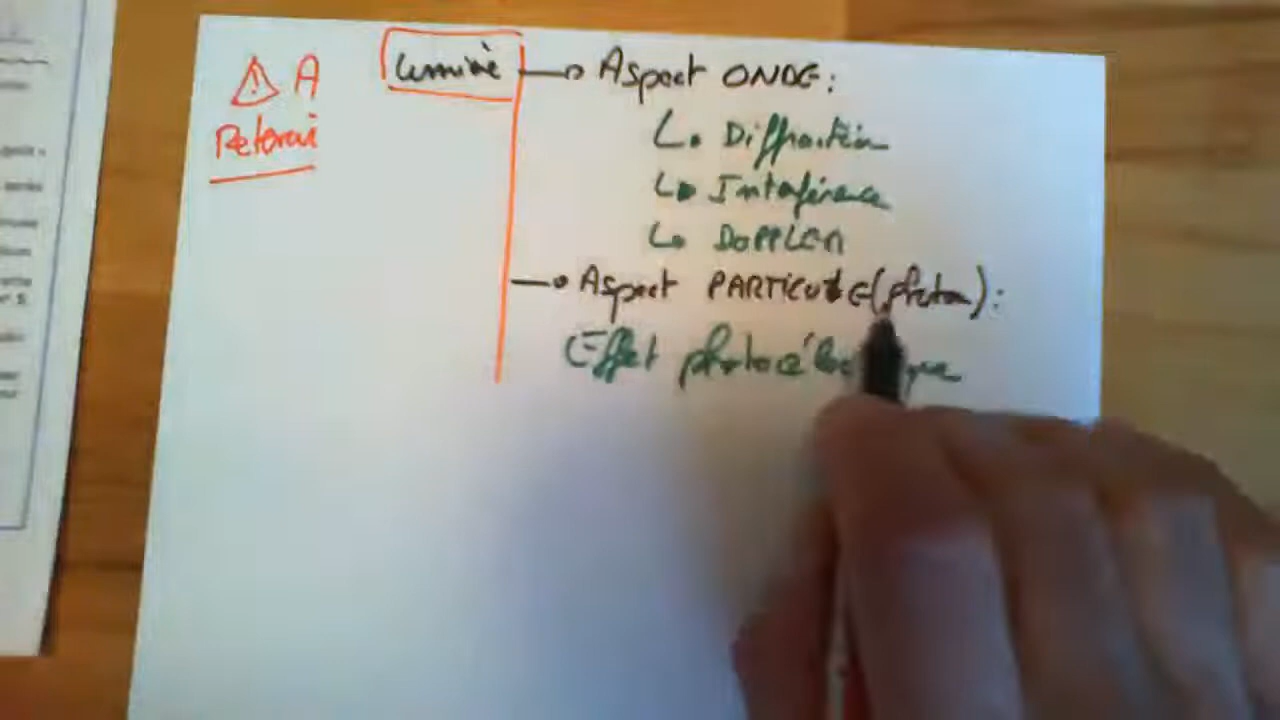 ⚠ A
Retenir
Lumière → Aspect ONDE :
↳ Diffraction
↳ Interférence
↳ DOPPLER
→ Aspect PARTICULE (photon) :
Effet photoélectrique